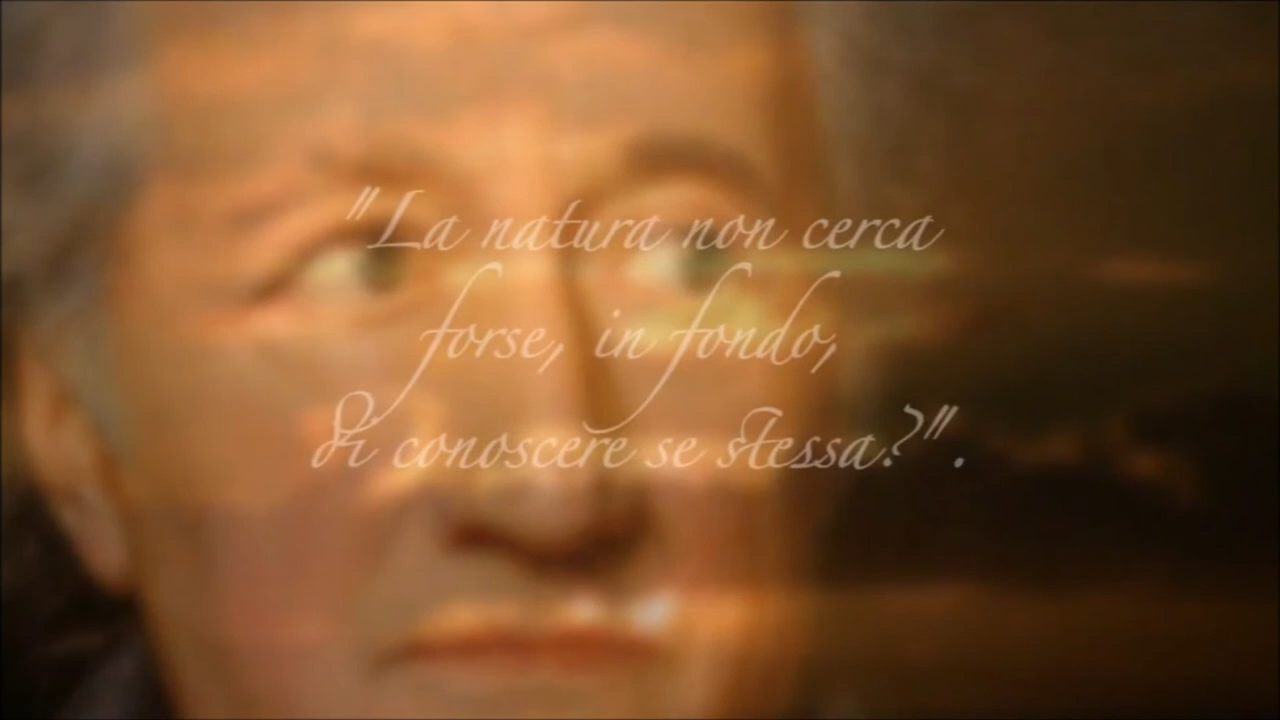 "La natura non cerca
forse, in fondo,
di conoscere se stessa?".